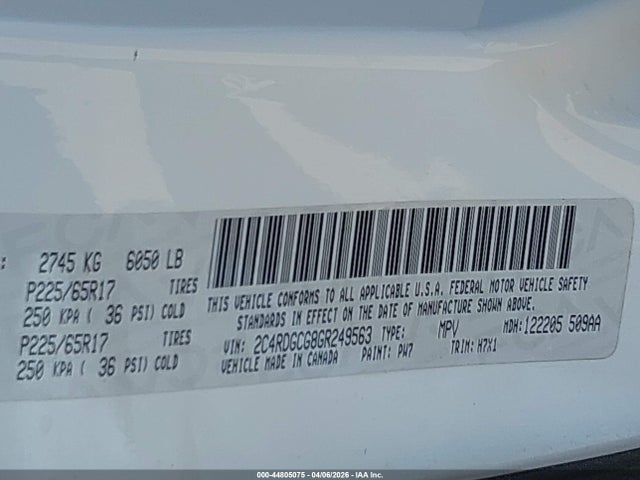 : 2745 KG 6050 LB
P225/65R17 TIRES
250 KPA ( 36 PSI) COLD
P225/65R17 TIRES
250 KPA ( 36 PSI) COLD
THIS VEHICLE CONFORMS TO ALL APPLICABLE U.S.A. FEDERAL MOTOR VEHICLE SAFETY
STANDARDS IN EFFECT ON THE DATE OF MANUFACTURE SHOWN ABOVE.
VIN: 2C4RDGCG8GR249563 TYPE: MPV MDH: 122205 509AA
VEHICLE MADE IN CANADA PAINT: PW7 TRIM: H7X1
000-44805075 - 04/06/2026 - IAA Inc.